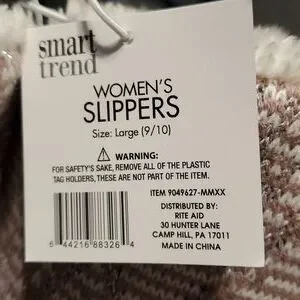 smart
trend
WOMEN'S
SLIPPERS
Size: Large (9/10)
⚠ WARNING:
FOR SAFETY'S SAKE, REMOVE ALL OF THE PLASTIC
TAG HOLDERS, THESE ARE NOT PART OF THE ITEM.
ITEM 9049627-MMXX
DISTRIBUTED BY:
RITE AID
30 HUNTER LANE
CAMP HILL, PA 17011
MADE IN CHINA
6 44216 88326 4